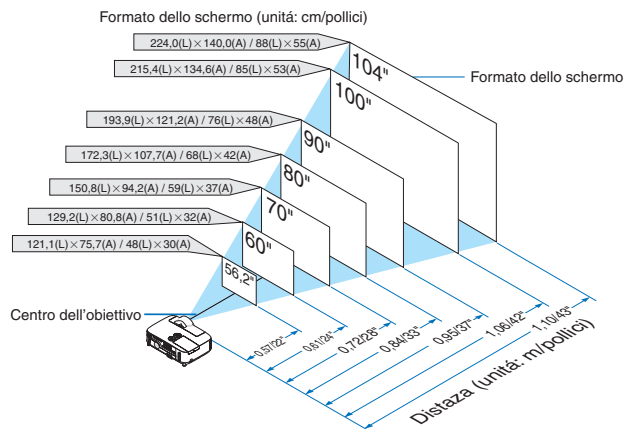 Formato dello schermo (unitá: cm/pollici)
224,0(L)×140,0(A) / 88(L)×55(A)
215,4(L)×134,6(A) / 85(L)×53(A)
193,9(L)×121,2(A) / 76(L)×48(A)
172,3(L)×107,7(A) / 68(L)×42(A)
150,8(L)×94,2(A) / 59(L)×37(A)
129,2(L)×80,8(A) / 51(L)×32(A)
121,1(L)×75,7(A) / 48(L)×30(A)
104"
100"
90"
80"
70"
60"
56,2"
Formato dello schermo
Centro dell'obiettivo
0,57/22"
0,61/24"
0,72/28"
0,84/33"
0,95/37"
1,06/42"
1,10/43"
Distaza (unitá: m/pollici)